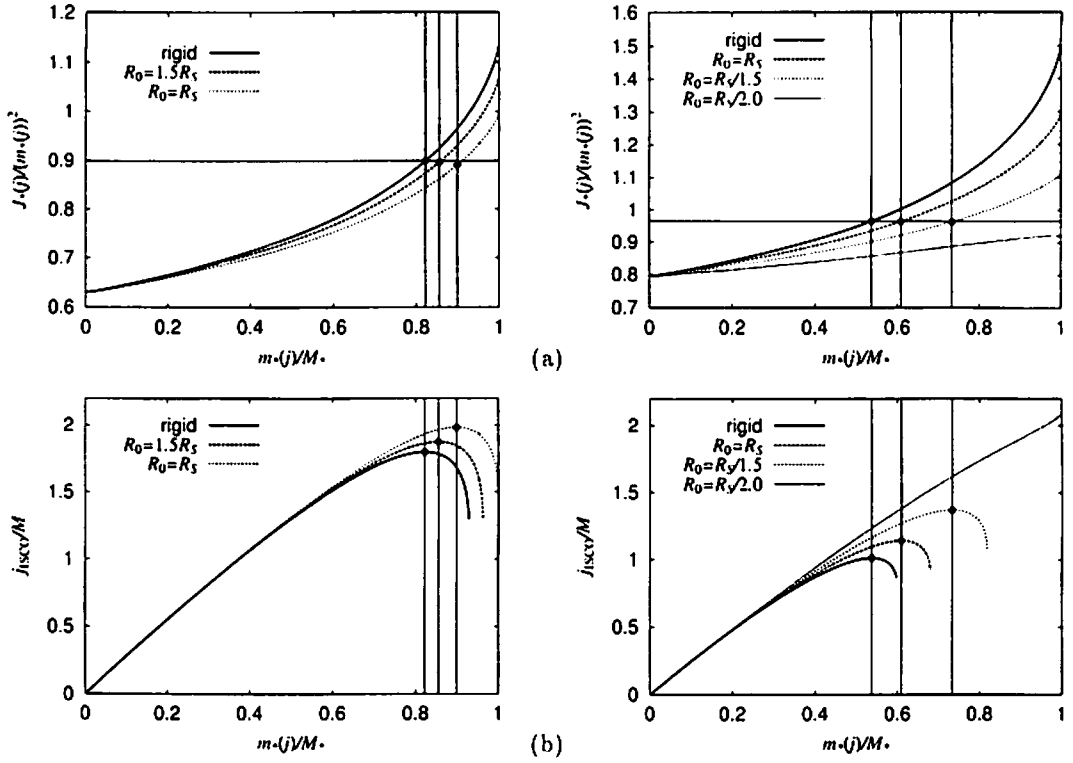 1.2
1.1
1
0.9
0.8
0.7
0.6
J*(j)/(m*(j))²
rigid
R₀=1.5R_S
R₀=R_S
0 0.2 0.4 0.6 0.8 1
m*(j)/M*
1.6
1.5
1.4
1.3
1.2
1.1
1
0.9
0.8
0.7
J*(j)/(m*(j))²
rigid
R₀=R_S
R₀=R_S/1.5
R₀=R_S/2.0
0 0.2 0.4 0.6 0.8 1
m*(j)/M*
(a)
2
1.5
1
0.5
0
j_ISCO/M
rigid
R₀=1.5R_S
R₀=R_S
0 0.2 0.4 0.6 0.8 1
m*(j)/M*
2
1.5
1
0.5
0
j_ISCO/M
rigid
R₀=R_S
R₀=R_S/1.5
R₀=R_S/2.0
0 0.2 0.4 0.6 0.8 1
m*(j)/M*
(b)